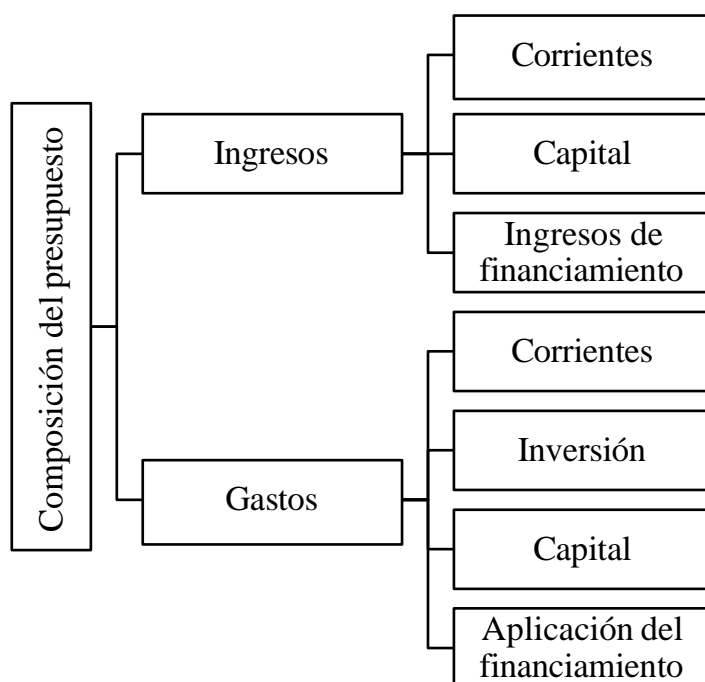 Composición del presupuesto
Ingresos
Corrientes
Capital
Ingresos de
financiamiento
Gastos
Corrientes
Inversión
Capital
Aplicación del
financiamiento